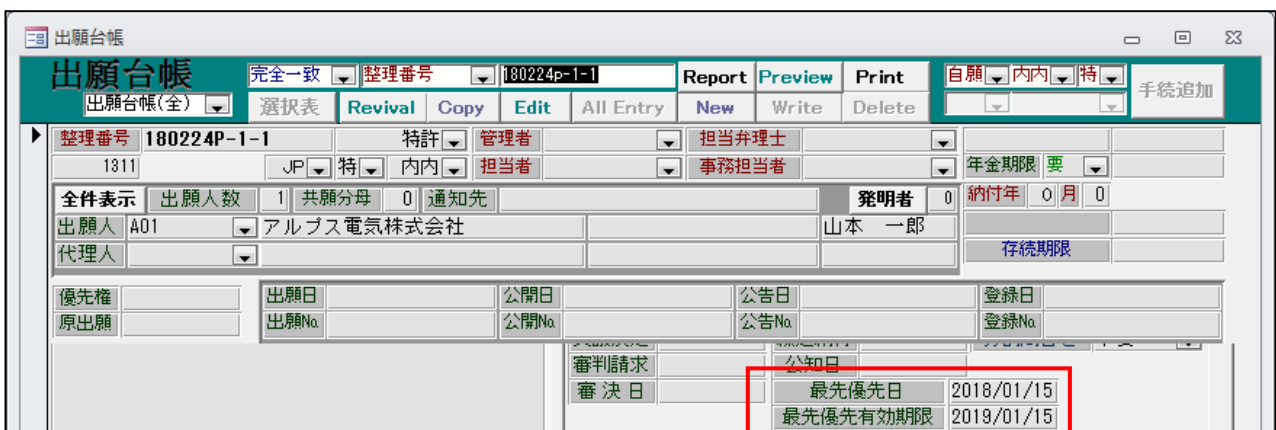 出願台帳
出願台帳 完全一致 整理番号 180224p-1-1 Report Preview Print 自願 内内 特 手続追加
出願台帳(全) 選択表 Revival Copy Edit All Entry New Write Delete
整理番号 180224P-1-1 特許 管理者 担当弁理士
1311 JP 特 内内 担当者 事務担当者 年金期限 要
全件表示 出願人数 1 共願分母 0 通知先 発明者 0 納付年 0 月 0
出願人 A01 アルプス電気株式会社 山本 一郎
代理人 存続期限
優先権 出願日 公開日 公告日 登録日
原出願 出願No. 公開No. 公告No. 登録No.
審判請求 公知日
審決日 最先優先日 2018/01/15
最先優先有効期限 2019/01/15